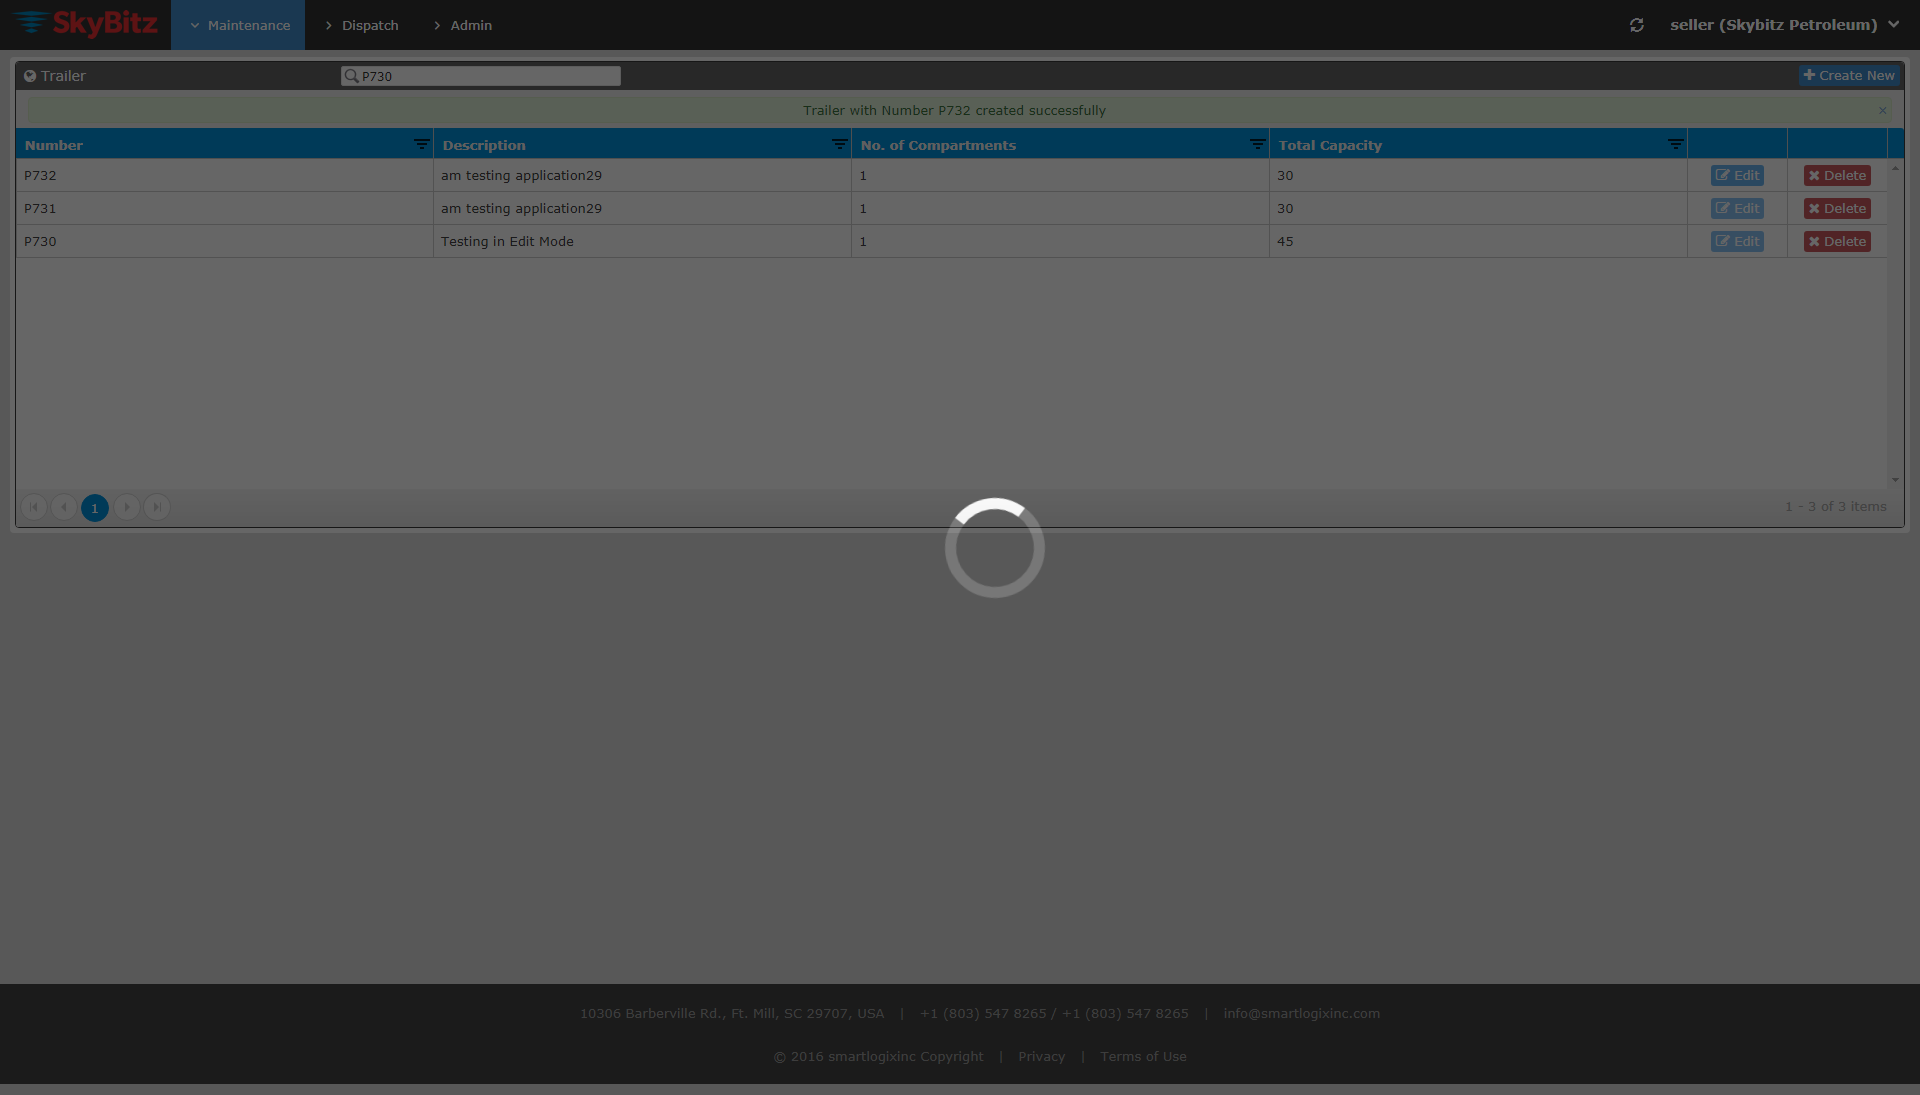 SkyBitz Maintenance Dispatch Admin seller (Skybitz Petroleum)
Trailer P730 Create New
Trailer with Number P732 created successfully ×
Number Description No. of Compartments Total Capacity
P732 am testing application29 1 30 Edit Delete
P731 am testing application29 1 30 Edit Delete
P730 Testing in Edit Mode 1 45 Edit Delete
1 1 - 3 of 3 items
10306 Barberville Rd., Ft. Mill, SC 29707, USA | +1 (803) 547 8265 / +1 (803) 547 8265 | info@smartlogixinc.com
© 2016 smartlogixinc Copyright | Privacy | Terms of Use